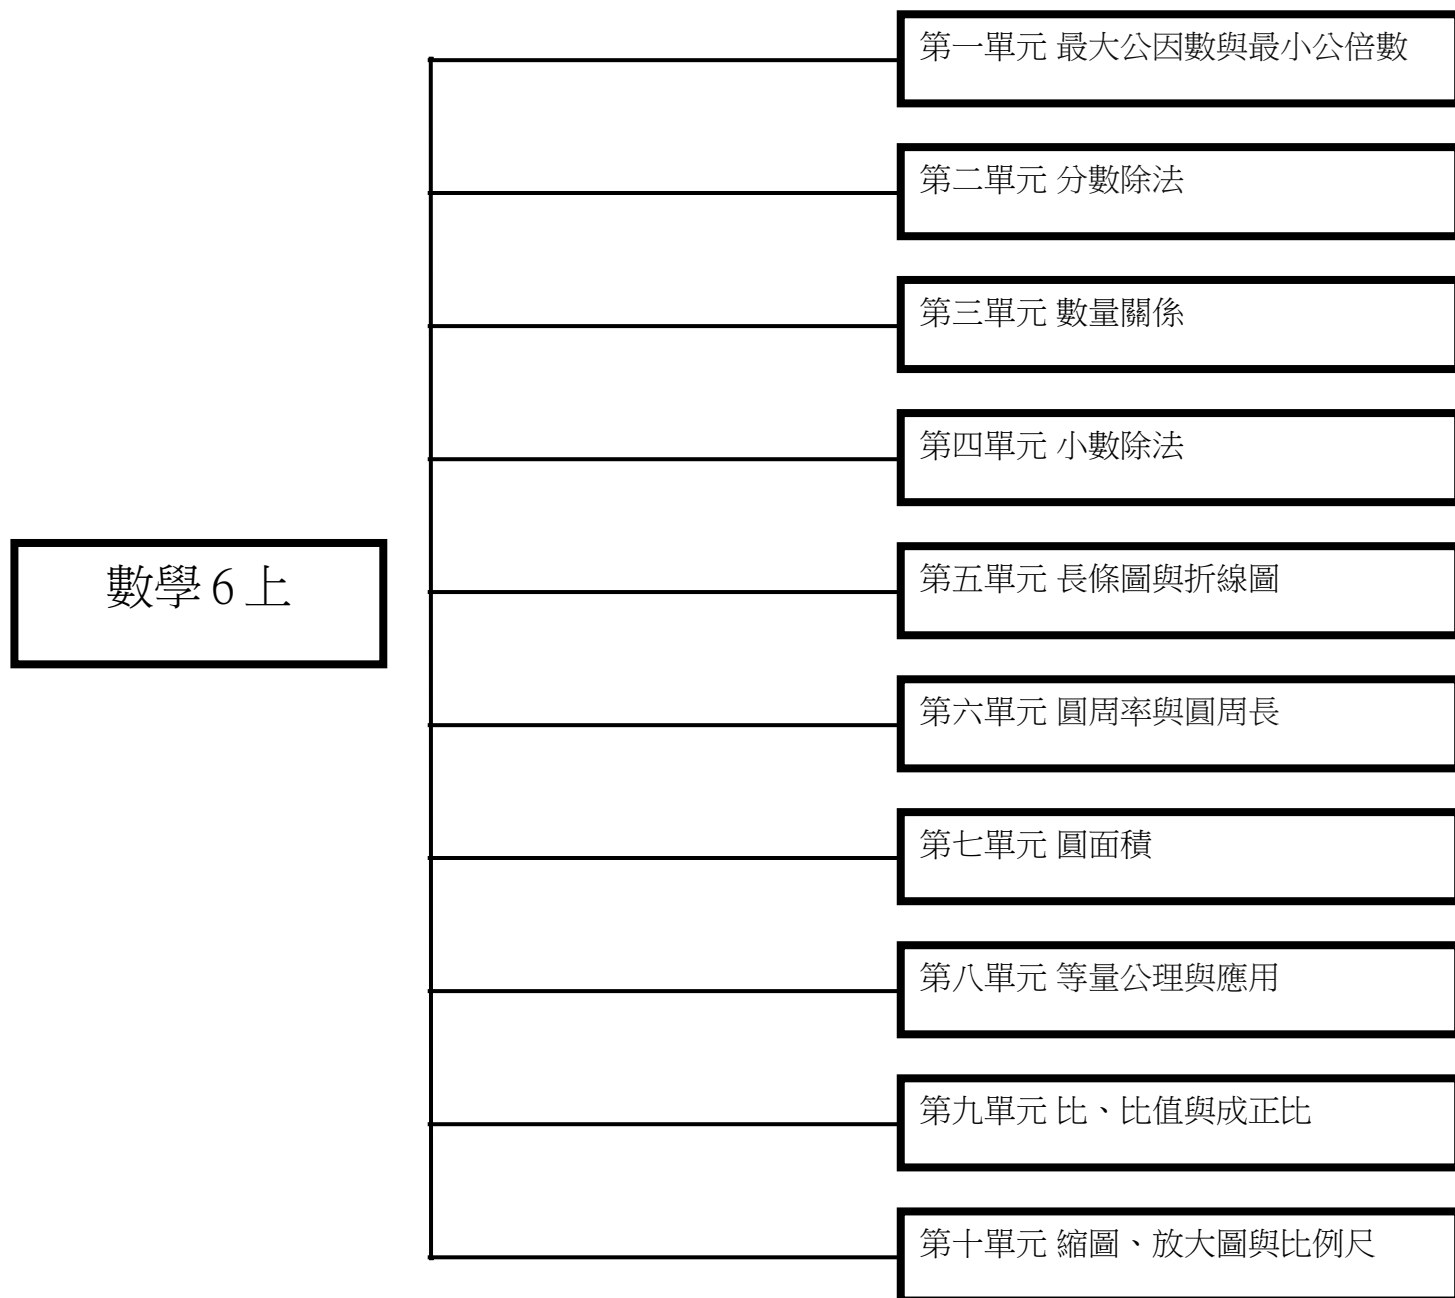 第一單元 最大公因數與最小公倍數
第二單元 分數除法
第三單元 數量關係
第四單元 小數除法
數學 6 上
第五單元 長條圖與折線圖
第六單元 圓周率與圓周長
第七單元 圓面積
第八單元 等量公理與應用
第九單元 比、比值與成正比
第十單元 縮圖、放大圖與比例尺